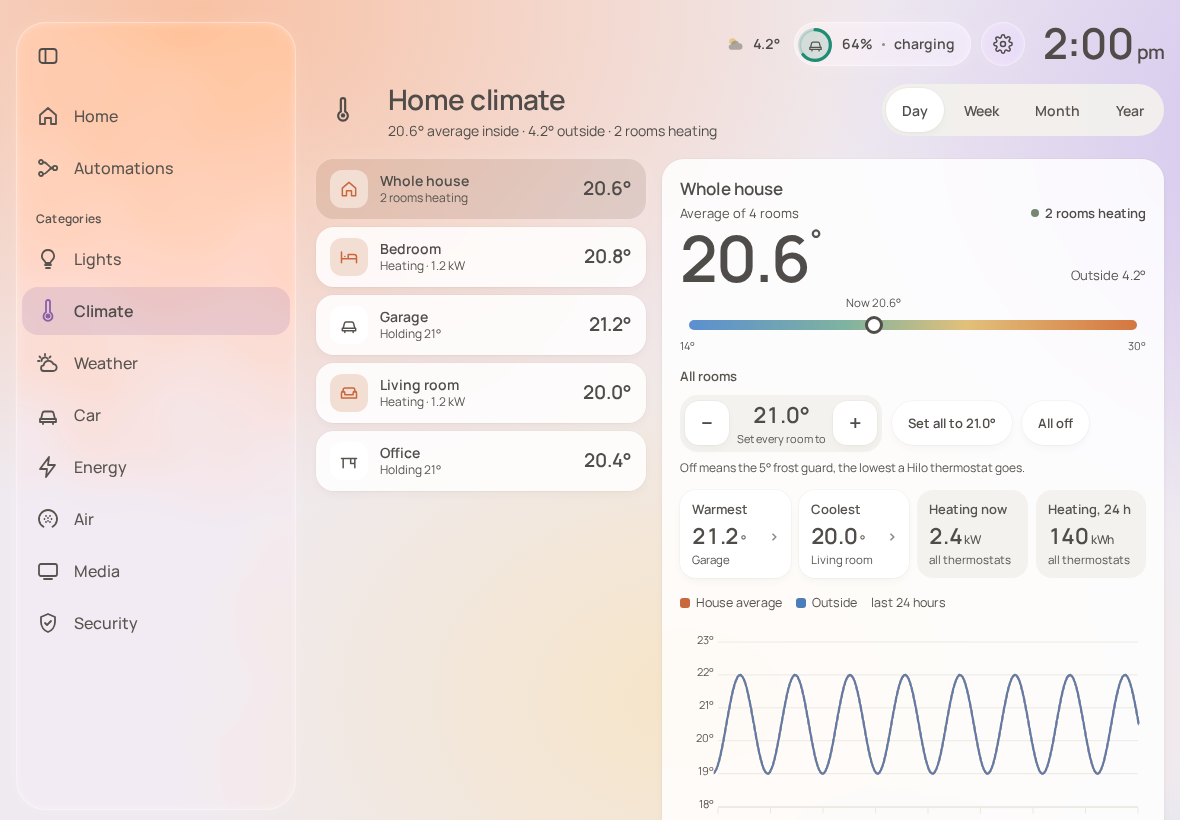 4.2°
64% · charging
2:00 pm
Home
Automations
Categories
Lights
Climate
Weather
Car
Energy
Air
Media
Security
Home climate
20.6° average inside · 4.2° outside · 2 rooms heating
Day
Week
Month
Year
Whole house
2 rooms heating
20.6°
Bedroom
Heating · 1.2 kW
20.8°
Garage
Holding 21°
21.2°
Living room
Heating · 1.2 kW
20.0°
Office
Holding 21°
20.4°
Whole house
Average of 4 rooms
2 rooms heating
20.6°
Outside 4.2°
Now 20.6°
14°
30°
All rooms
−
21.0°
Set every room to
+
Set all to 21.0°
All off
Off means the 5° frost guard, the lowest a Hilo thermostat goes.
Warmest
21.2°
Garage
Coolest
20.0°
Living room
Heating now
2.4 kW
all thermostats
Heating, 24 h
140 kWh
all thermostats
House average
Outside
last 24 hours
23°
22°
21°
20°
19°
18°